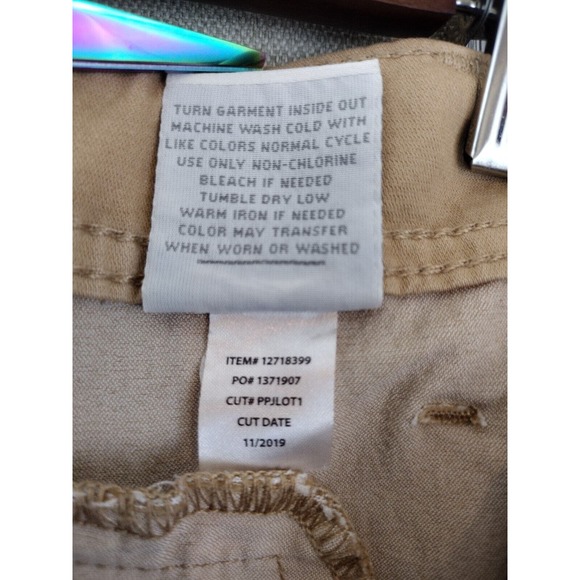 TURN GARMENT INSIDE OUT
MACHINE WASH COLD WITH
LIKE COLORS NORMAL CYCLE
USE ONLY NON-CHLORINE
BLEACH IF NEEDED
TUMBLE DRY LOW
WARM IRON IF NEEDED
COLOR MAY TRANSFER
WHEN WORN OR WASHED
ITEM# 12718399
PO# 1371907
CUT# PPJLOT1
CUT DATE
11/2019